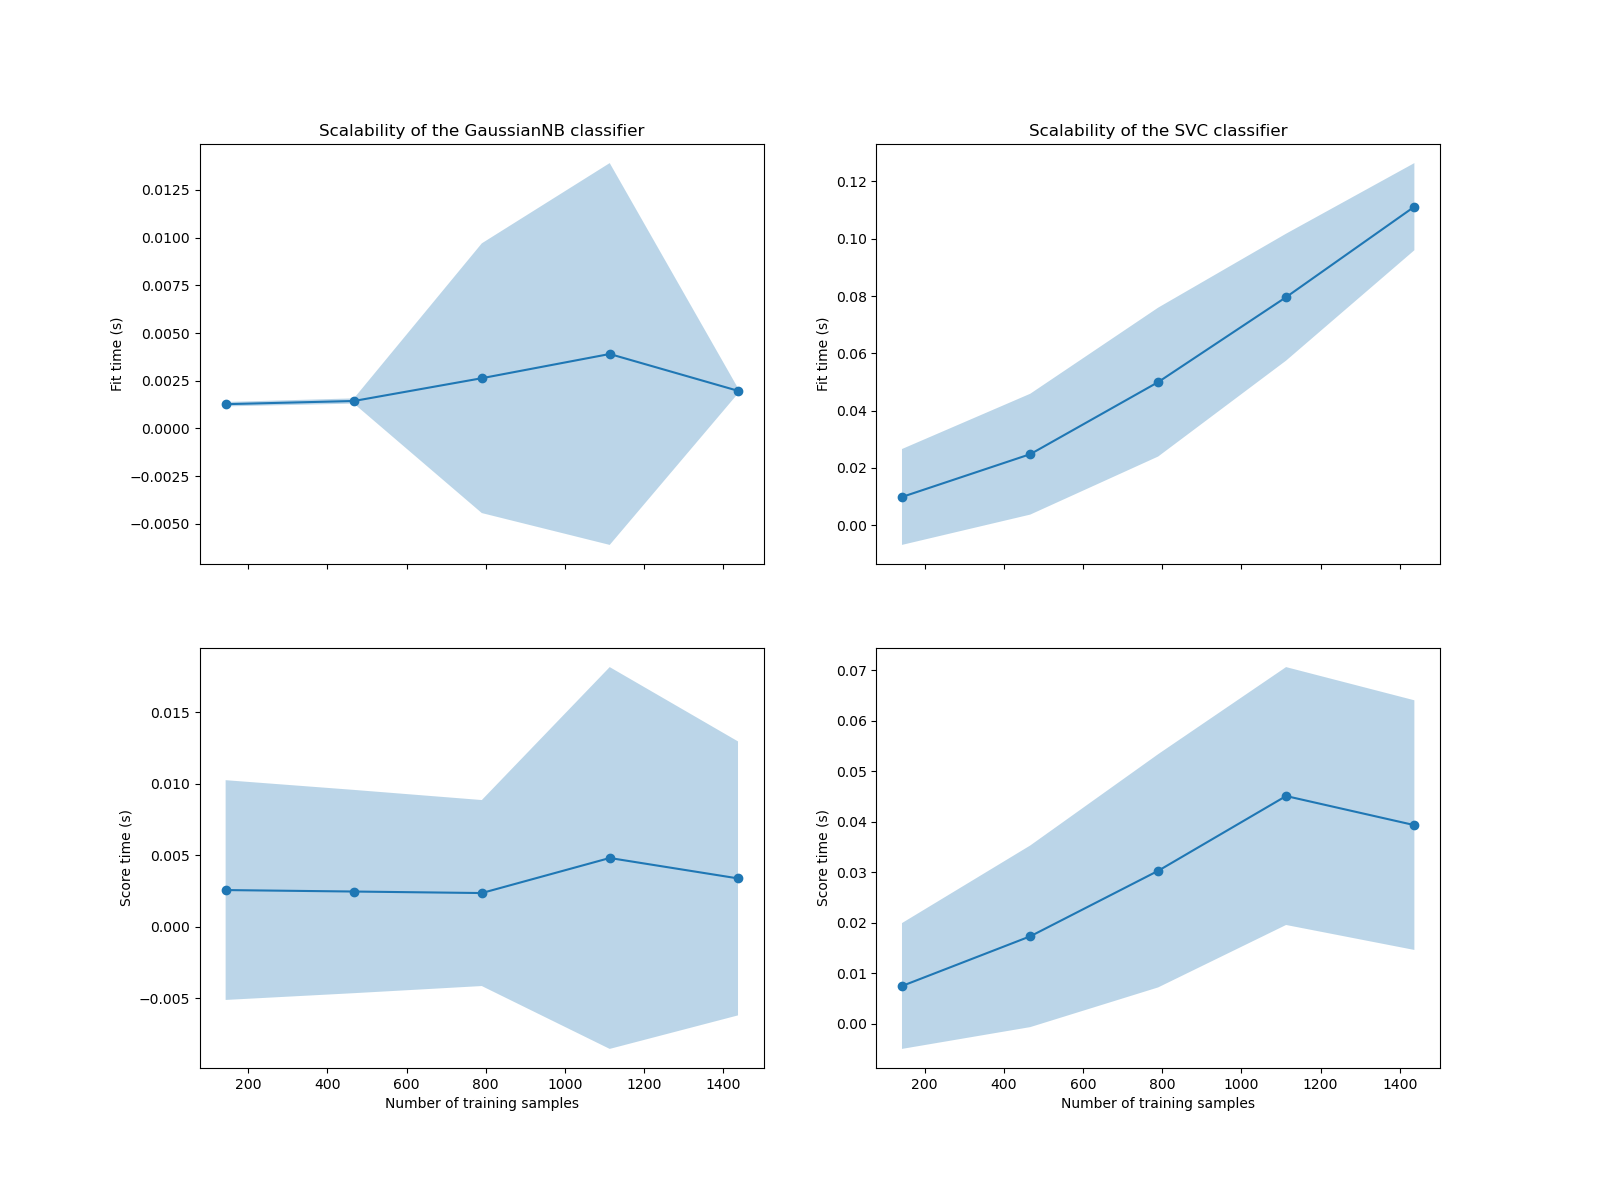 Scalability of the GaussianNB classifier
0.0125
0.0100
0.0075
0.0050
0.0025
0.0000
−0.0025
−0.0050
Fit time (s)
Scalability of the SVC classifier
0.12
0.10
0.08
0.06
0.04
0.02
0.00
Fit time (s)
0.015
0.010
0.005
0.000
−0.005
Score time (s)
200 400 600 800 1000 1200 1400
Number of training samples
0.07
0.06
0.05
0.04
0.03
0.02
0.01
0.00
Score time (s)
200 400 600 800 1000 1200 1400
Number of training samples